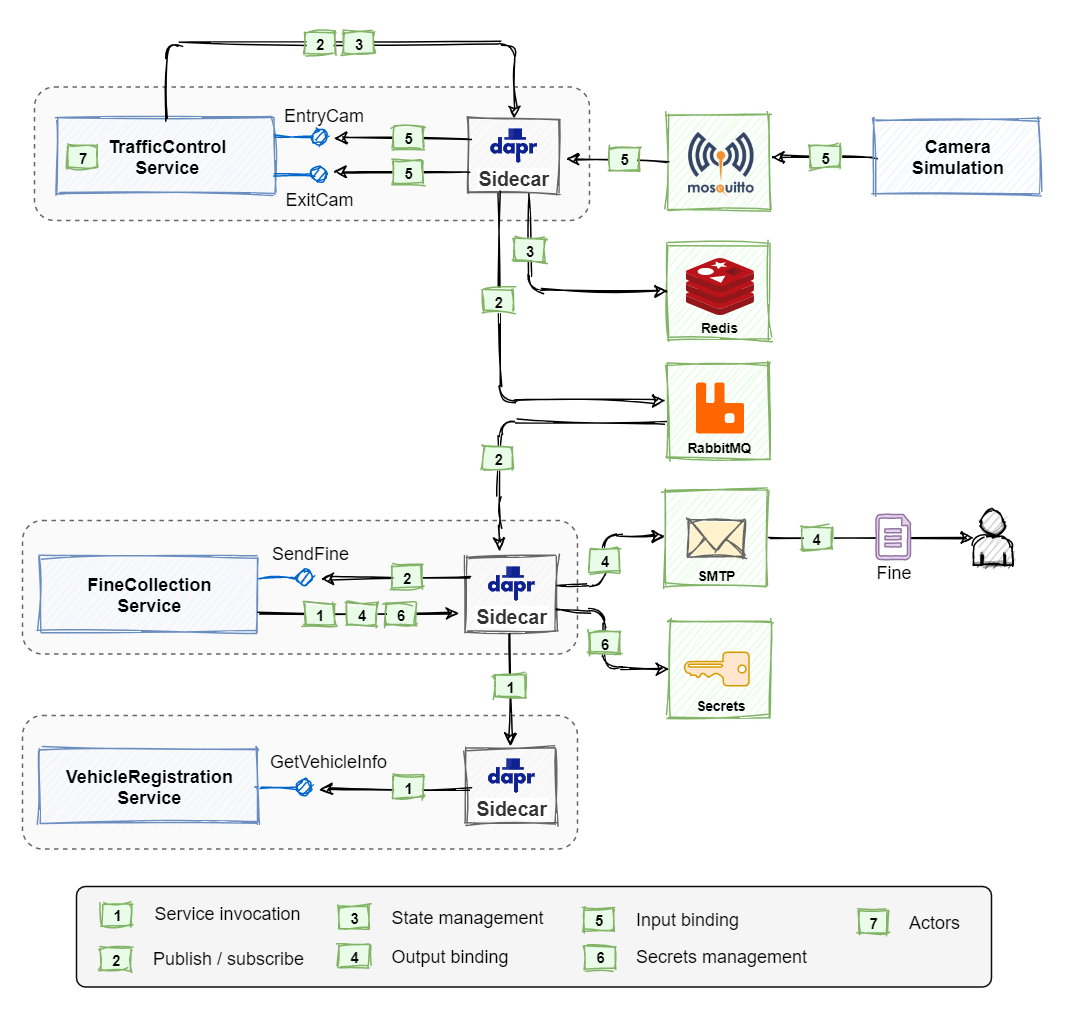 2 3
EntryCam
TrafficControl
Service
7
5
5
ExitCam
dapr
Sidecar
5
mosquitto
5
Camera
Simulation
3
2
Redis
RabbitMQ
2
SendFine
FineCollection
Service
2
1 4 6
dapr
Sidecar
4
SMTP
4
Fine
6
Secrets
1
GetVehicleInfo
VehicleRegistration
Service
1
dapr
Sidecar
1 Service invocation
2 Publish / subscribe
3 State management
4 Output binding
5 Input binding
6 Secrets management
7 Actors